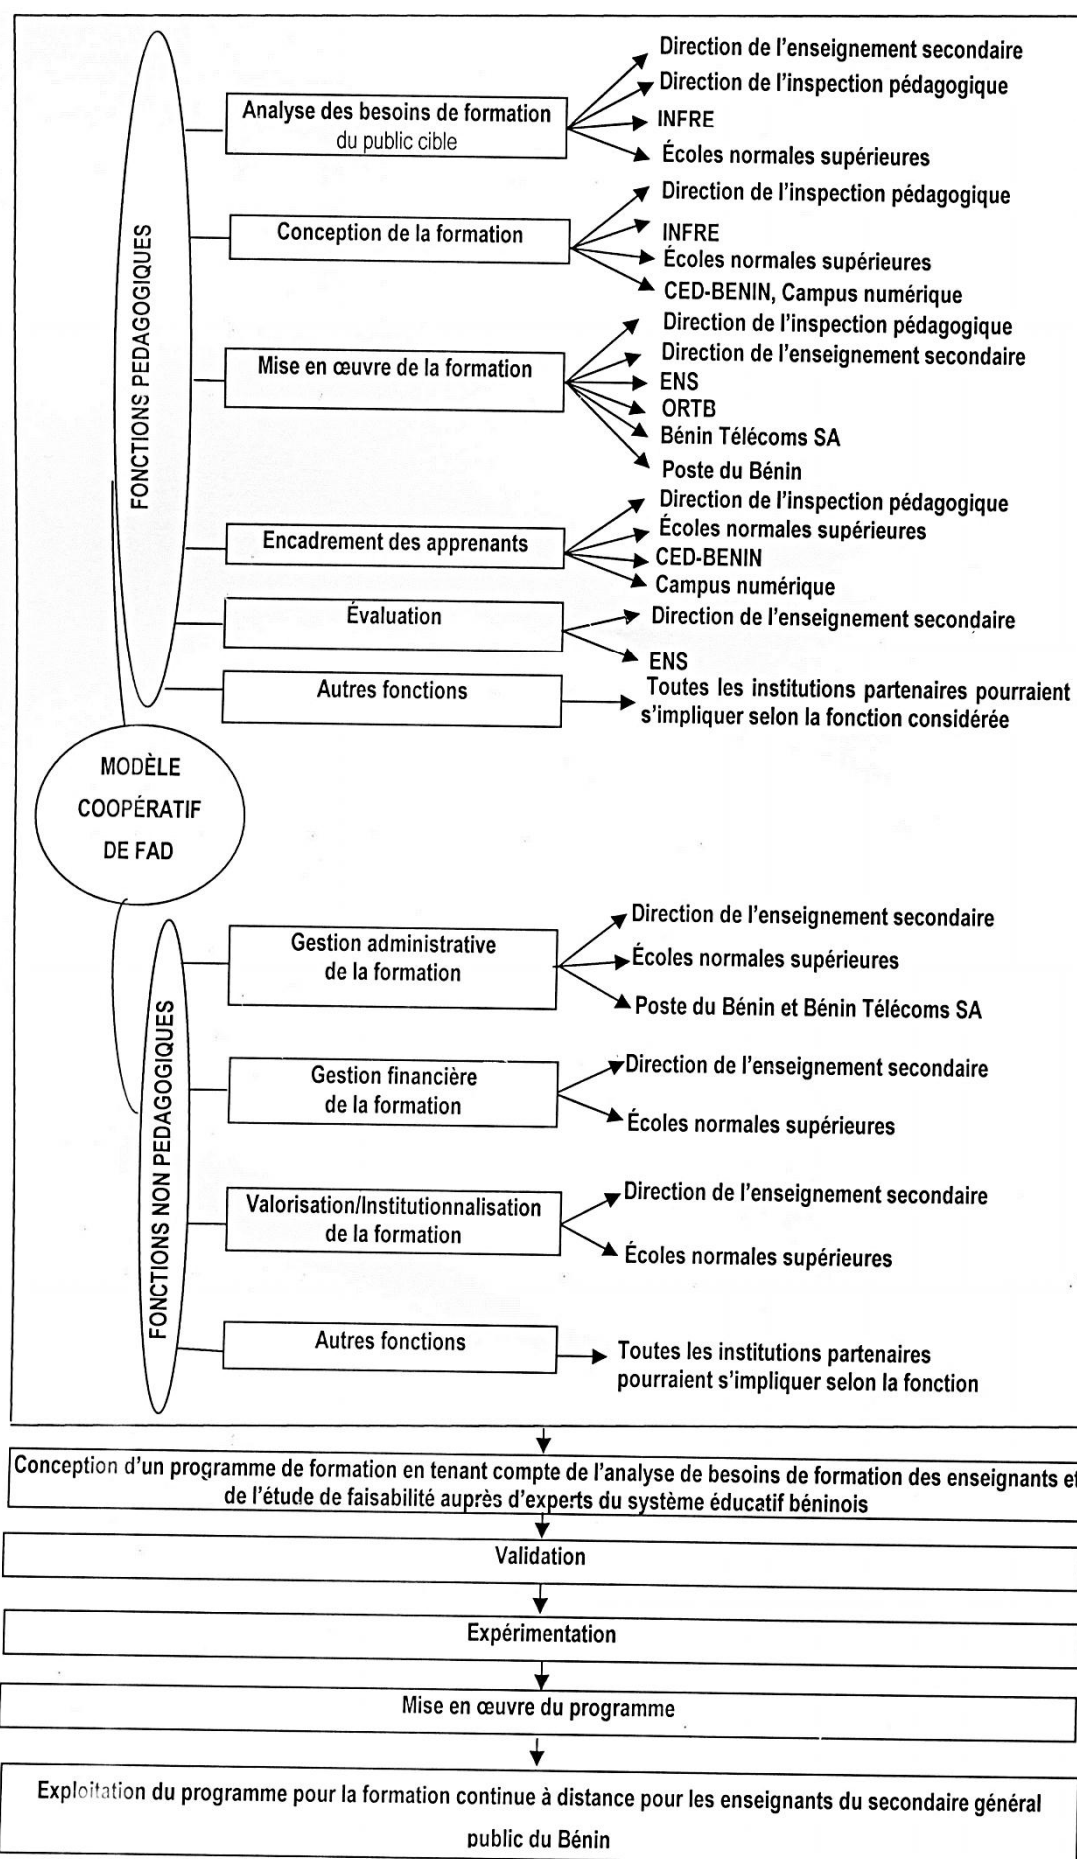 FONCTIONS PEDAGOGIQUES
Analyse des besoins de formation
du public cible
Direction de l'enseignement secondaire
Direction de l'inspection pédagogique
INFRE
Écoles normales supérieures
Conception de la formation
Direction de l'inspection pédagogique
INFRE
Écoles normales supérieures
CED-BENIN, Campus numérique
Mise en œuvre de la formation
Direction de l'inspection pédagogique
Direction de l'enseignement secondaire
ENS
ORTB
Bénin Télécoms SA
Poste du Bénin
Encadrement des apprenants
Direction de l'inspection pédagogique
Écoles normales supérieures
CED-BENIN
Campus numérique
Évaluation
Direction de l'enseignement secondaire
ENS
Autres fonctions
Toutes les institutions partenaires pourraient
s'impliquer selon la fonction considérée
MODÈLE
COOPÉRATIF
DE FAD
FONCTIONS NON PEDAGOGIQUES
Gestion administrative
de la formation
Direction de l'enseignement secondaire
Écoles normales supérieures
Poste du Bénin et Bénin Télécoms SA
Gestion financière
de la formation
Direction de l'enseignement secondaire
Écoles normales supérieures
Valorisation/Institutionnalisation
de la formation
Direction de l'enseignement secondaire
Écoles normales supérieures
Autres fonctions
Toutes les institutions partenaires
pourraient s'impliquer selon la fonction
Conception d'un programme de formation en tenant compte de l'analyse de besoins de formation des enseignants et
de l'étude de faisabilité auprès d'experts du système éducatif béninois
Validation
Expérimentation
Mise en œuvre du programme
Exploitation du programme pour la formation continue à distance pour les enseignants du secondaire général
public du Bénin